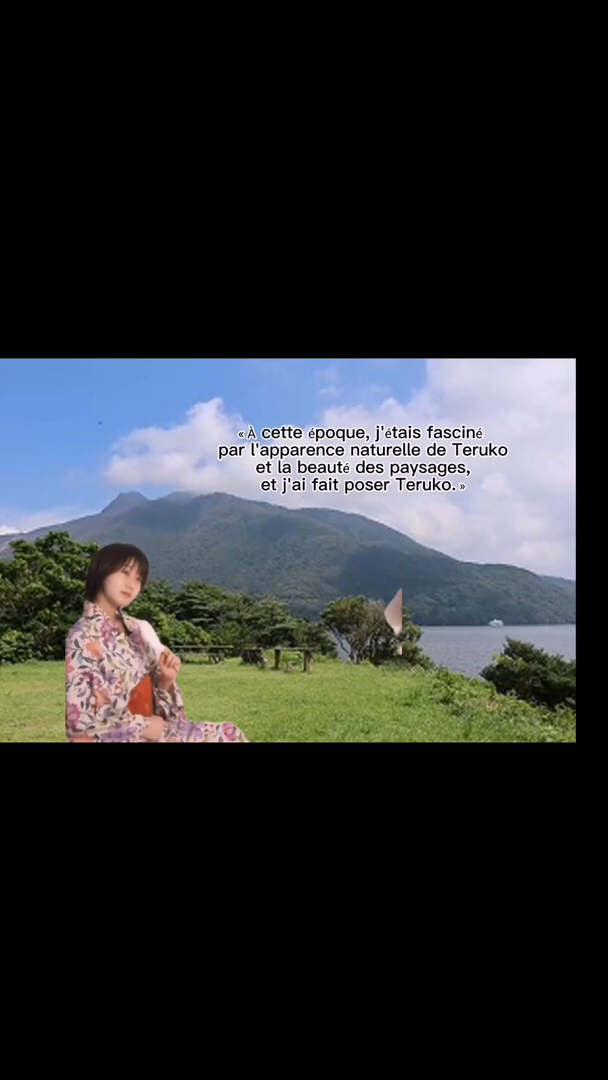 « À cette époque, j'étais fasciné
par l'apparence naturelle de Teruko
et la beauté des paysages,
et j'ai fait poser Teruko. »